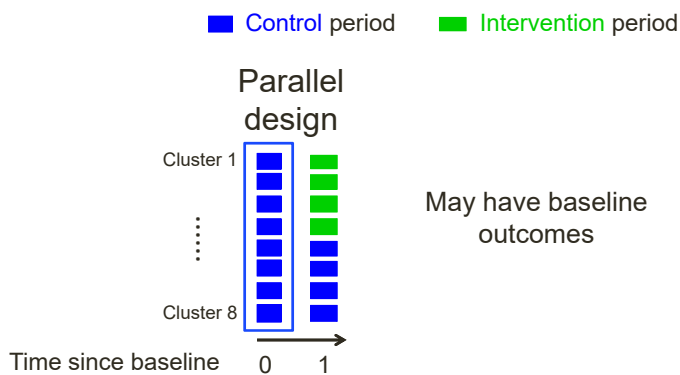 Control period
Intervention period
Parallel
design
Cluster 1
May have baseline
outcomes
Cluster 8
Time since baseline
0
1